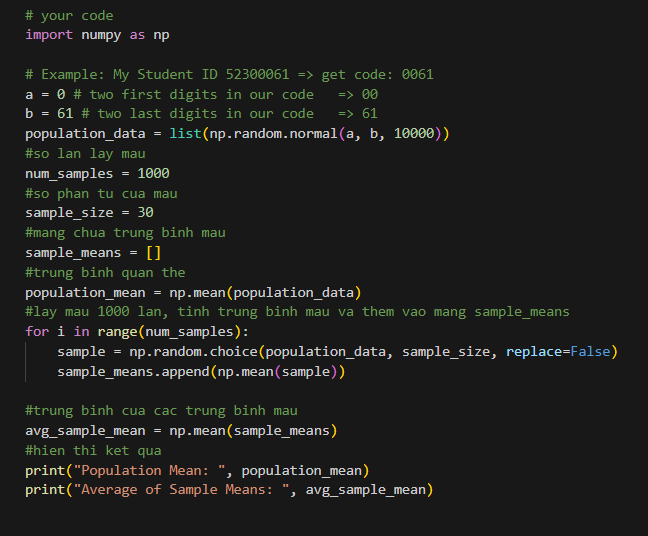 # your code
import numpy as np

# Example: My Student ID 52300061 => get code: 0061
a = 0 # two first digits in our code   => 00
b = 61 # two last digits in our code   => 61
population_data = list(np.random.normal(a, b, 10000))
#so lan lay mau
num_samples = 1000
#so phan tu cua mau
sample_size = 30
#mang chua trung binh mau
sample_means = []
#trung binh quan the
population_mean = np.mean(population_data)
#lay mau 1000 lan, tinh trung binh mau va them vao mang sample_means
for i in range(num_samples):
    sample = np.random.choice(population_data, sample_size, replace=False)
    sample_means.append(np.mean(sample))

#trung binh cua cac trung binh mau
avg_sample_mean = np.mean(sample_means)
#hien thi ket qua
print("Population Mean: ", population_mean)
print("Average of Sample Means: ", avg_sample_mean)